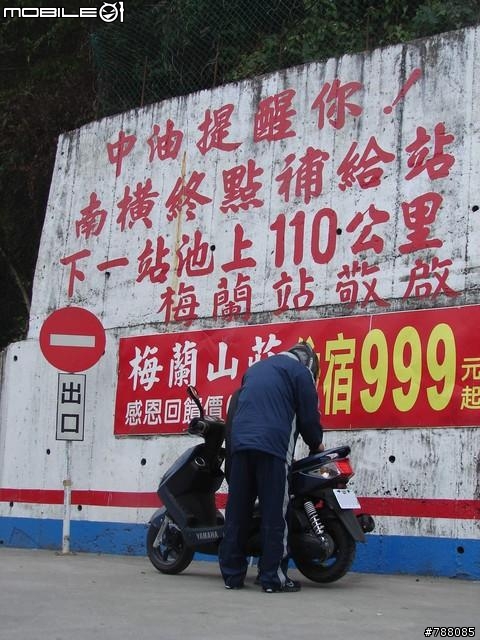 MOBILE01
中油提醒你！
南橫終點補給站
下一站池上110公里
梅蘭站敬啟
梅蘭山莊
宿999元起
感恩回饋價
出口
YAMAHA
#788085